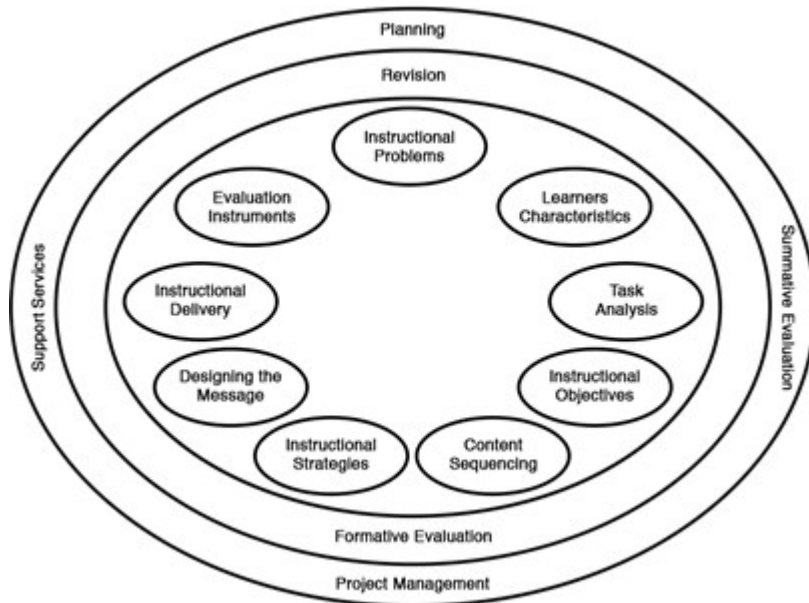 Planning
Revision
Instructional
Problems
Evaluation
Instruments
Learners
Characteristics
Support Services
Summative Evaluation
Instructional
Delivery
Task
Analysis
Designing the
Message
Instructional
Objectives
Instructional
Strategies
Content
Sequencing
Formative Evaluation
Project Management